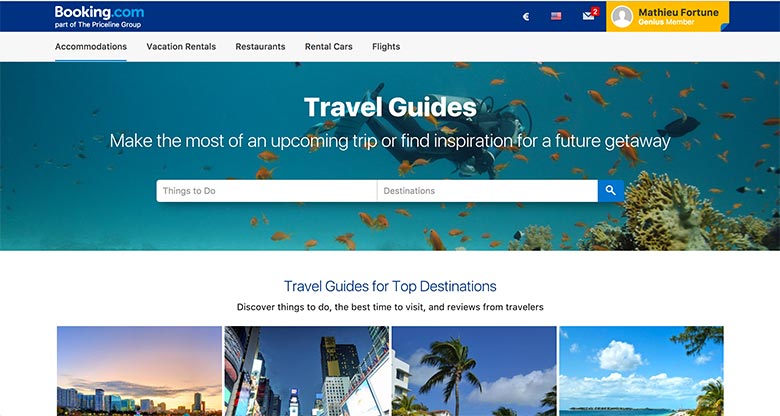 Booking.com
part of The Priceline Group
€
2
Mathieu Fortune
Genius Member
Accommodations
Vacation Rentals
Restaurants
Rental Cars
Flights
Travel Guides
Make the most of an upcoming trip or find inspiration for a future getaway
Things to Do
Destinations
Travel Guides for Top Destinations
Discover things to do, the best time to visit, and reviews from travelers